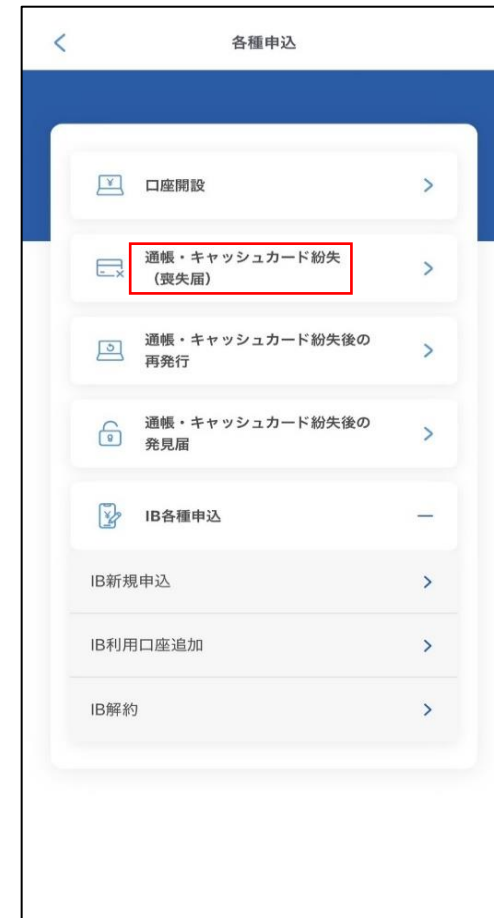 各種申込
口座開設
通帳・キャッシュカード紛失
（喪失届）
通帳・キャッシュカード紛失後の
再発行
通帳・キャッシュカード紛失後の
発見届
IB各種申込
IB新規申込
IB利用口座追加
IB解約